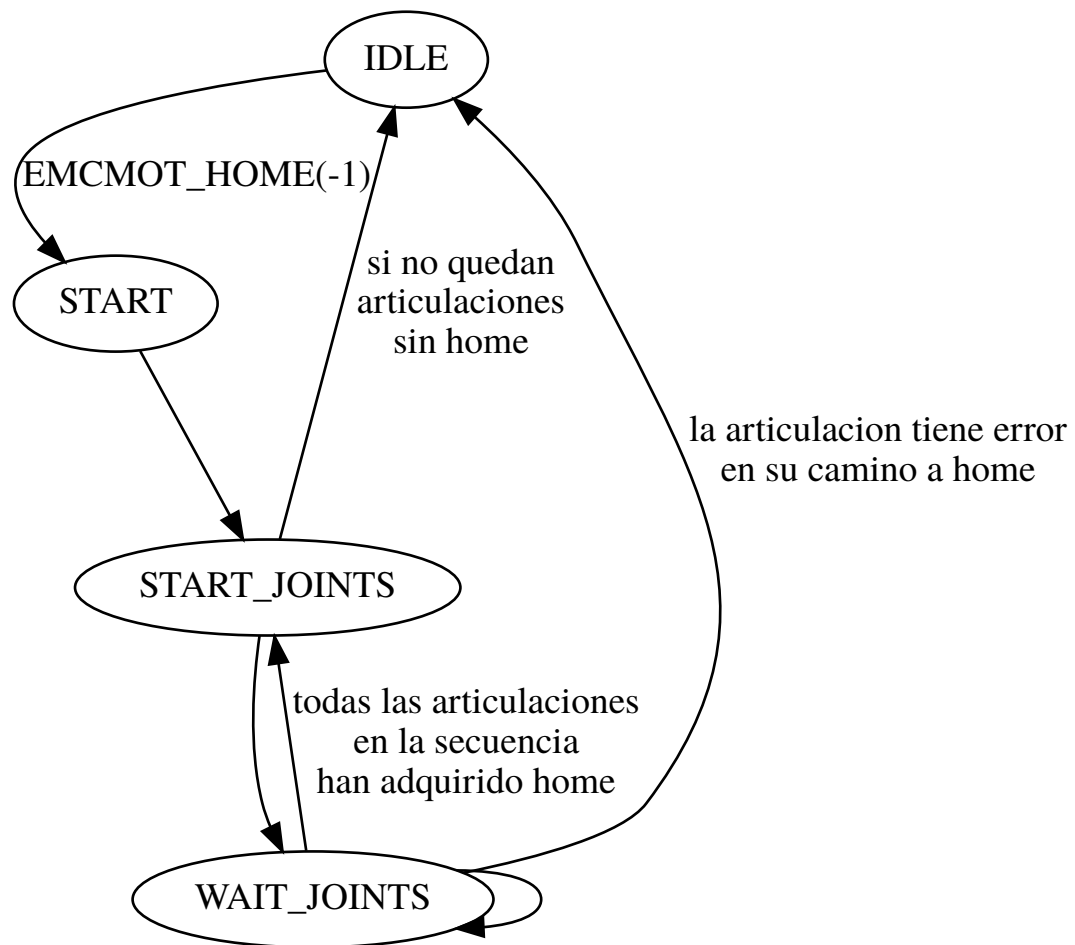 IDLE
EMCMOT_HOME(-1)
si no quedan
articulaciones
sin home
START
la articulacion tiene error
en su camino a home
START_JOINTS
todas las articulaciones
en la secuencia
han adquirido home
WAIT_JOINTS